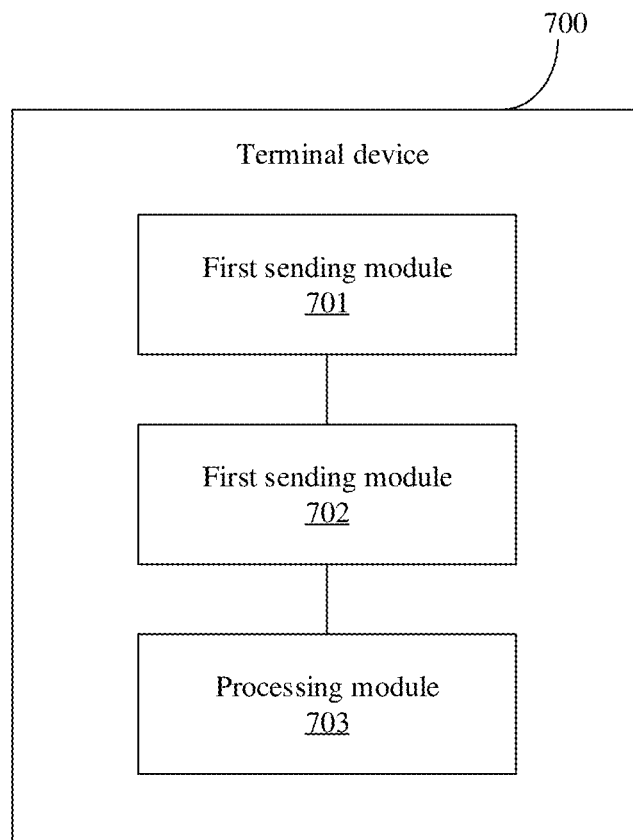 700
Terminal device
First sending module
701
First sending module
702
Processing module
703